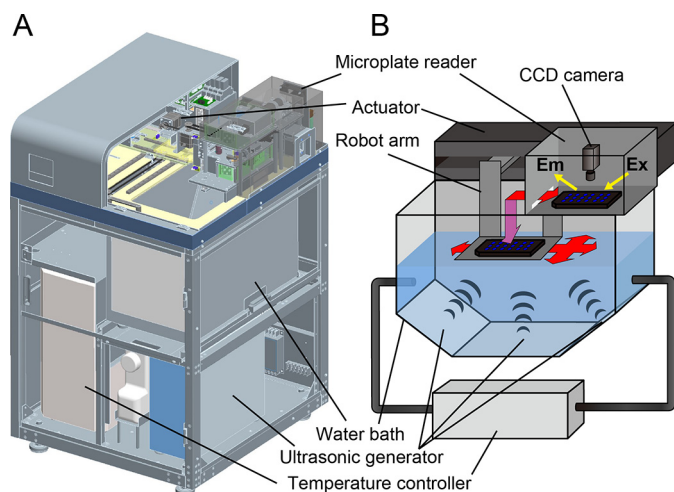 A
B
Microplate reader
CCD camera
Actuator
Robot arm
Em
Ex
Water bath
Ultrasonic generator
Temperature controller